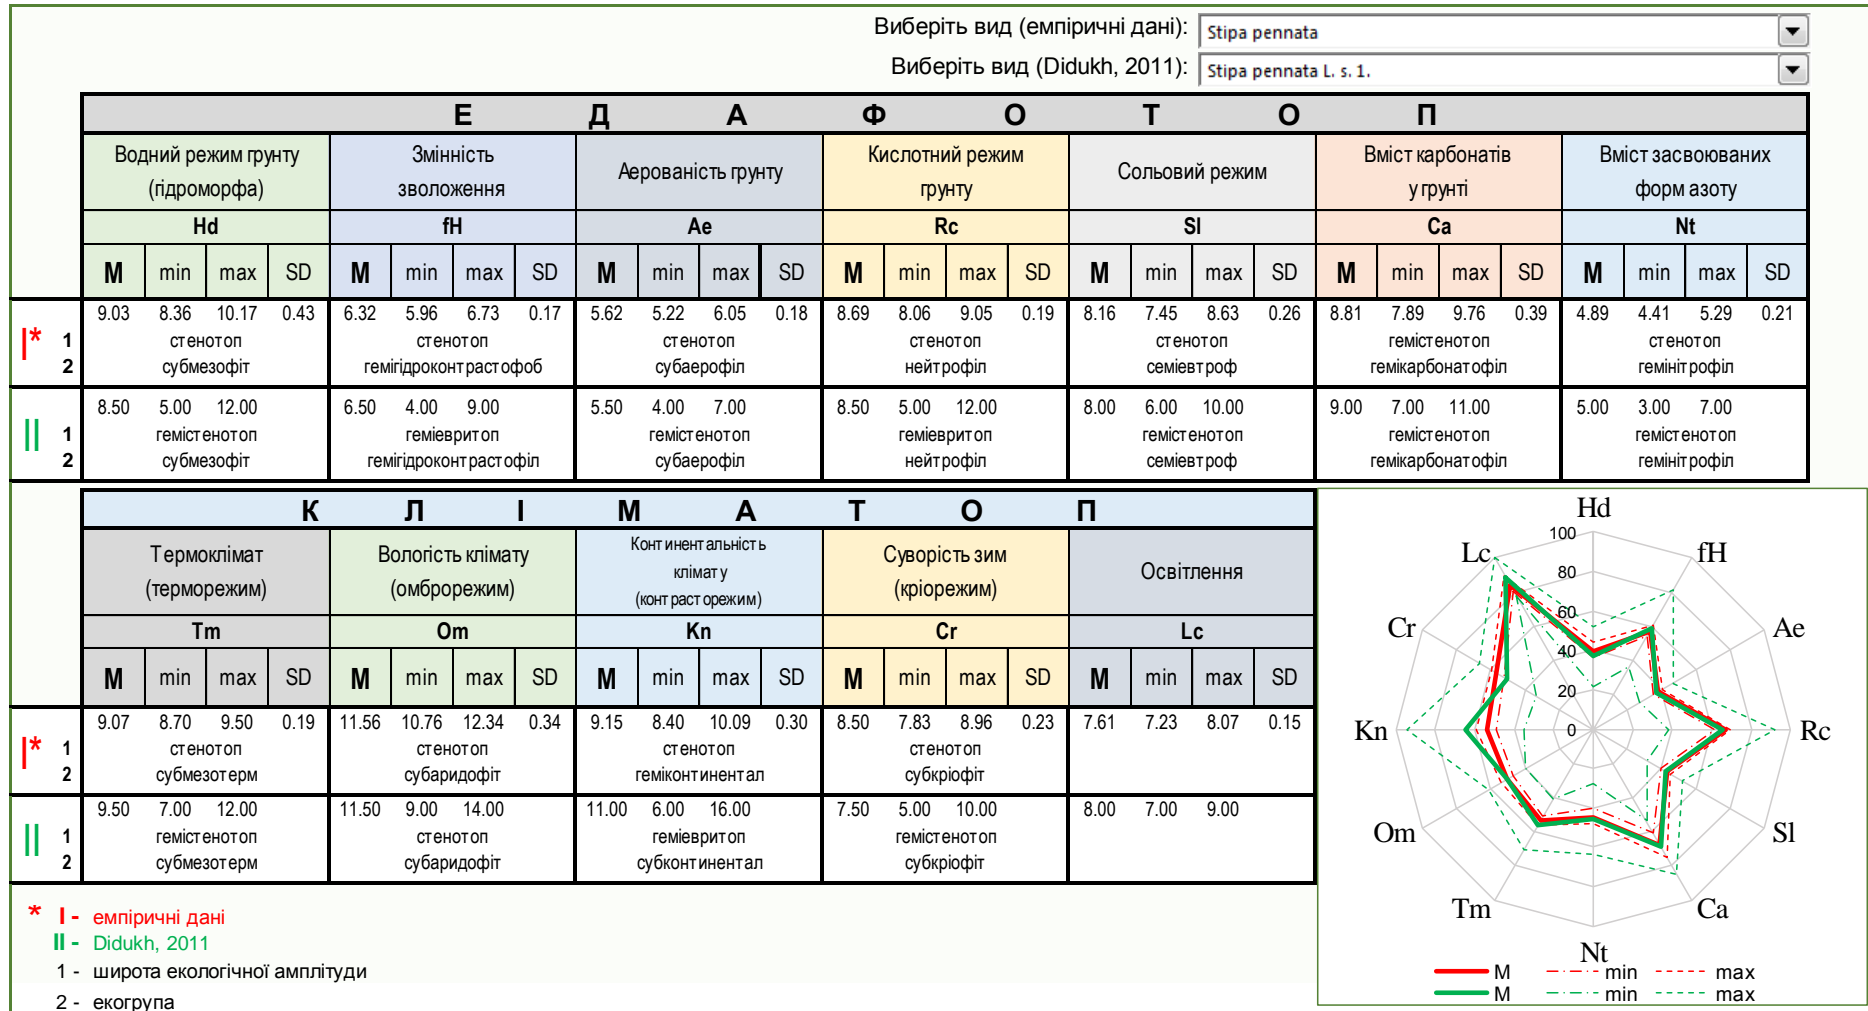 Виберіть вид (емпіричні дані): Stipa pennata
Виберіть вид (Didukh, 2011): Stipa pennata L. s. 1.
Е Д А Ф О Т О П
Водний режим грунту (гідроморфа) Змінність зволоження Аерованість грунту Кислотний режим грунту Сольовий режим Вміст карбонатів у грунті Вміст засвоюваних форм азоту
Hd fH Ae Rc Sl Ca Nt
M min max SD M min max SD M min max SD M min max SD M min max SD M min max SD M min max SD
I* 9.03 8.36 10.17 0.43 6.32 5.96 6.73 0.17 5.62 5.22 6.05 0.18 8.69 8.06 9.05 0.19 8.16 7.45 8.63 0.26 8.81 7.89 9.76 0.39 4.89 4.41 5.29 0.21
1 стенотоп стенотоп стенотоп стенотоп стенотоп гемістенотоп стенотоп
2 субмезофіт гемігідроконтрастофоб субаерофіл нейтрофіл семіевтроф гемікарбонатофіл гемінітрофіл
II 8.50 5.00 12.00 6.50 4.00 9.00 5.50 4.00 7.00 8.50 5.00 12.00 8.00 6.00 10.00 9.00 7.00 11.00 5.00 3.00 7.00
1 гемістенотоп геміевритоп гемістенотоп геміевритоп гемістенотоп гемістенотоп гемістенотоп
2 субмезофіт гемігідроконтрастофіл субаерофіл нейтрофіл семіевтроф гемікарбонатофіл гемінітрофіл
К Л І М А Т О П
Термоклімат (терморежим) Вологість клімату (омброрежим) Континентальність клімату (контрасторежим) Суворість зим (кріорежим) Освітлення
Tm Om Kn Cr Lc
M min max SD M min max SD M min max SD M min max SD M min max SD
I* 9.07 8.70 9.50 0.19 11.56 10.76 12.34 0.34 9.15 8.40 10.09 0.30 8.50 7.83 8.96 0.23 7.61 7.23 8.07 0.15
1 стенотоп стенотоп стенотоп стенотоп
2 субмезотерм субаридофіт геміконтинентал субкріофіт
II 9.50 7.00 12.00 11.50 9.00 14.00 11.00 6.00 16.00 7.50 5.00 10.00 8.00 7.00 9.00
1 гемістенотоп стенотоп геміевритоп гемістенотоп
2 субмезотерм субаридофіт субконтинентал субкріофіт
* I - емпіричні дані
II - Didukh, 2011
1 - широта екологічної амплітуди
2 - екогрупа
Hd
fH
Ae
Rc
Sl
Ca
Nt
Tm
Om
Kn
Cr
Lc
100
80
60
40
20
0
M min max
M min max